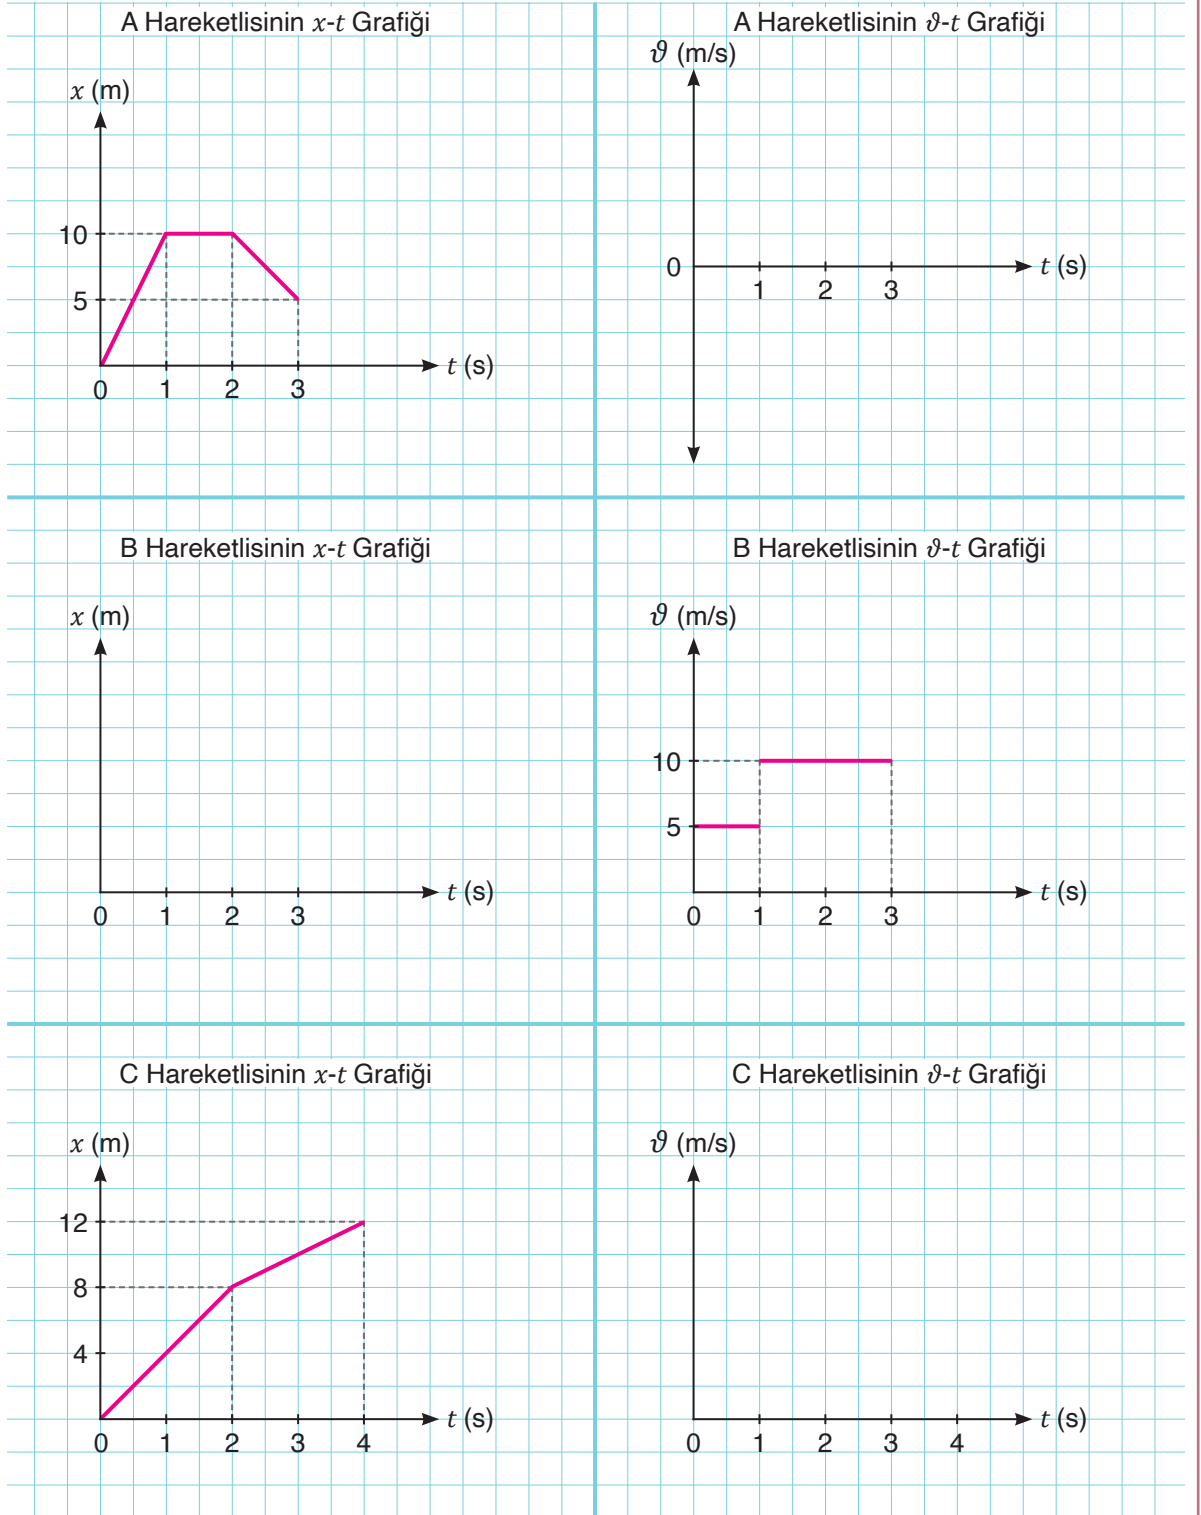 A Hareketlisinin x-t Grafiği
x (m)
10
5
0 1 2 3
t (s)
A Hareketlisinin ϑ-t Grafiği
ϑ (m/s)
0
1 2 3
t (s)
B Hareketlisinin x-t Grafiği
x (m)
0 1 2 3
t (s)
B Hareketlisinin ϑ-t Grafiği
ϑ (m/s)
10
5
0 1 2 3
t (s)
C Hareketlisinin x-t Grafiği
x (m)
12
8
4
0 1 2 3 4
t (s)
C Hareketlisinin ϑ-t Grafiği
ϑ (m/s)
0 1 2 3 4
t (s)